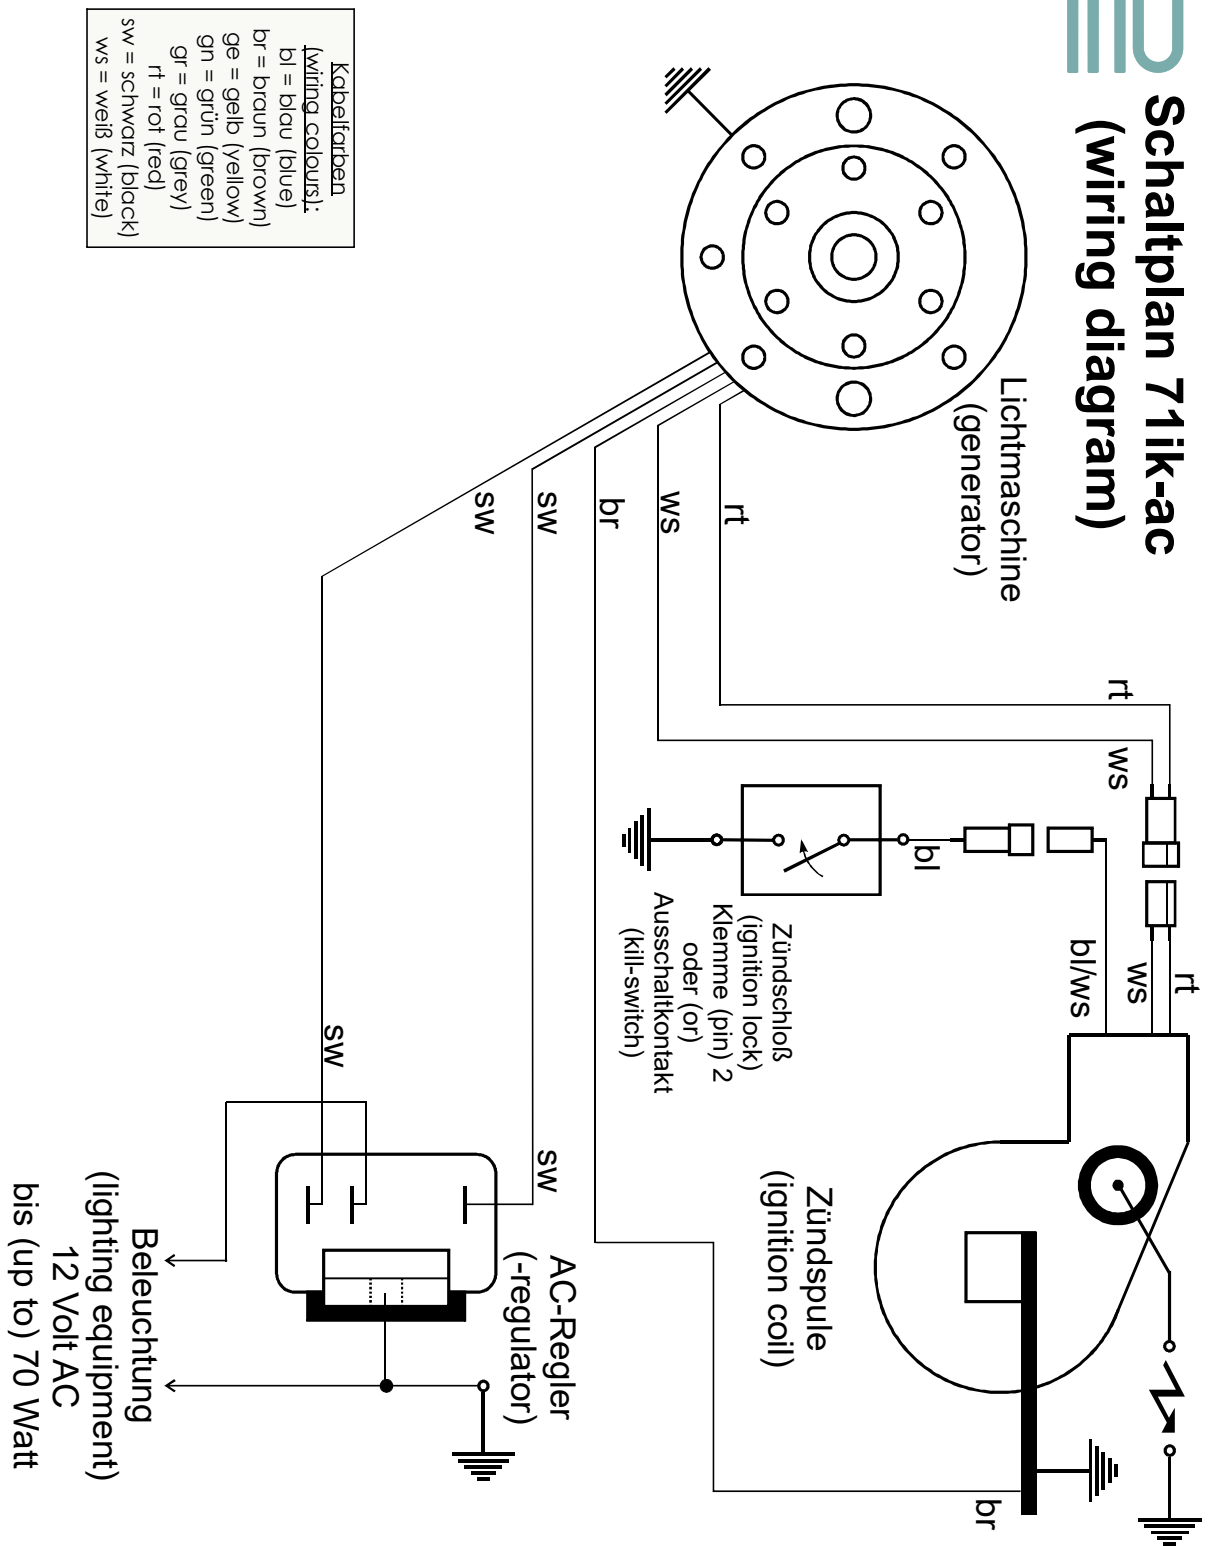 Schaltplan 71ik-ac
(wiring diagram)
Lichtmaschine
(generator)
rt
ws
br
sw
sw
rt
ws
bl
rt
ws
bl/ws
Zündschloß
(ignition lock)
Klemme (pin) 2
oder (or)
Ausschaltkontakt
(kill-switch)
Zündspule
(ignition coil)
br
sw
sw
AC-Regler
(-regulator)
Beleuchtung
(lighting equipment)
12 Volt AC
bis (up to) 70 Watt
Kabelfarben
(wiring colours):
bl = blau (blue)
br = braun (brown)
ge = gelb (yellow)
gn = grün (green)
gr = grau (grey)
rt = rot (red)
sw = schwarz (black)
ws = weiß (white)